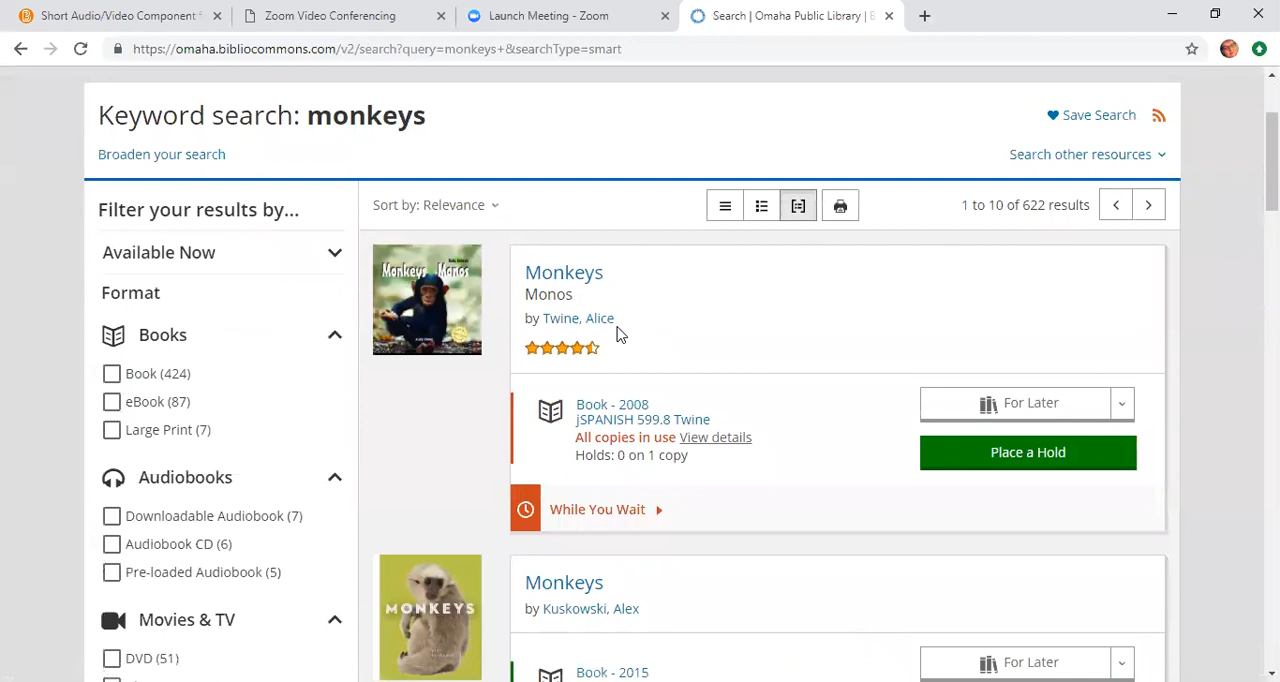 Short Audio/Video Component f
Zoom Video Conferencing
Launch Meeting - Zoom
Search | Omaha Public Library | B
https://omaha.bibliocommons.com/v2/search?query=monkeys+&searchType=smart
Keyword search: monkeys
Save Search
Broaden your search
Search other resources
Filter your results by...
Sort by: Relevance
1 to 10 of 622 results
Available Now
Format
Books
Book (424)
eBook (87)
Large Print (7)
Audiobooks
Downloadable Audiobook (7)
Audiobook CD (6)
Pre-loaded Audiobook (5)
Movies & TV
DVD (51)
Monkeys Monos
Monkeys
Monos
by Twine, Alice
Book - 2008
jSPANISH 599.8 Twine
All copies in use View details
Holds: 0 on 1 copy
For Later
Place a Hold
While You Wait
MONKEYS
Monkeys
by Kuskowski, Alex
Book - 2015
For Later